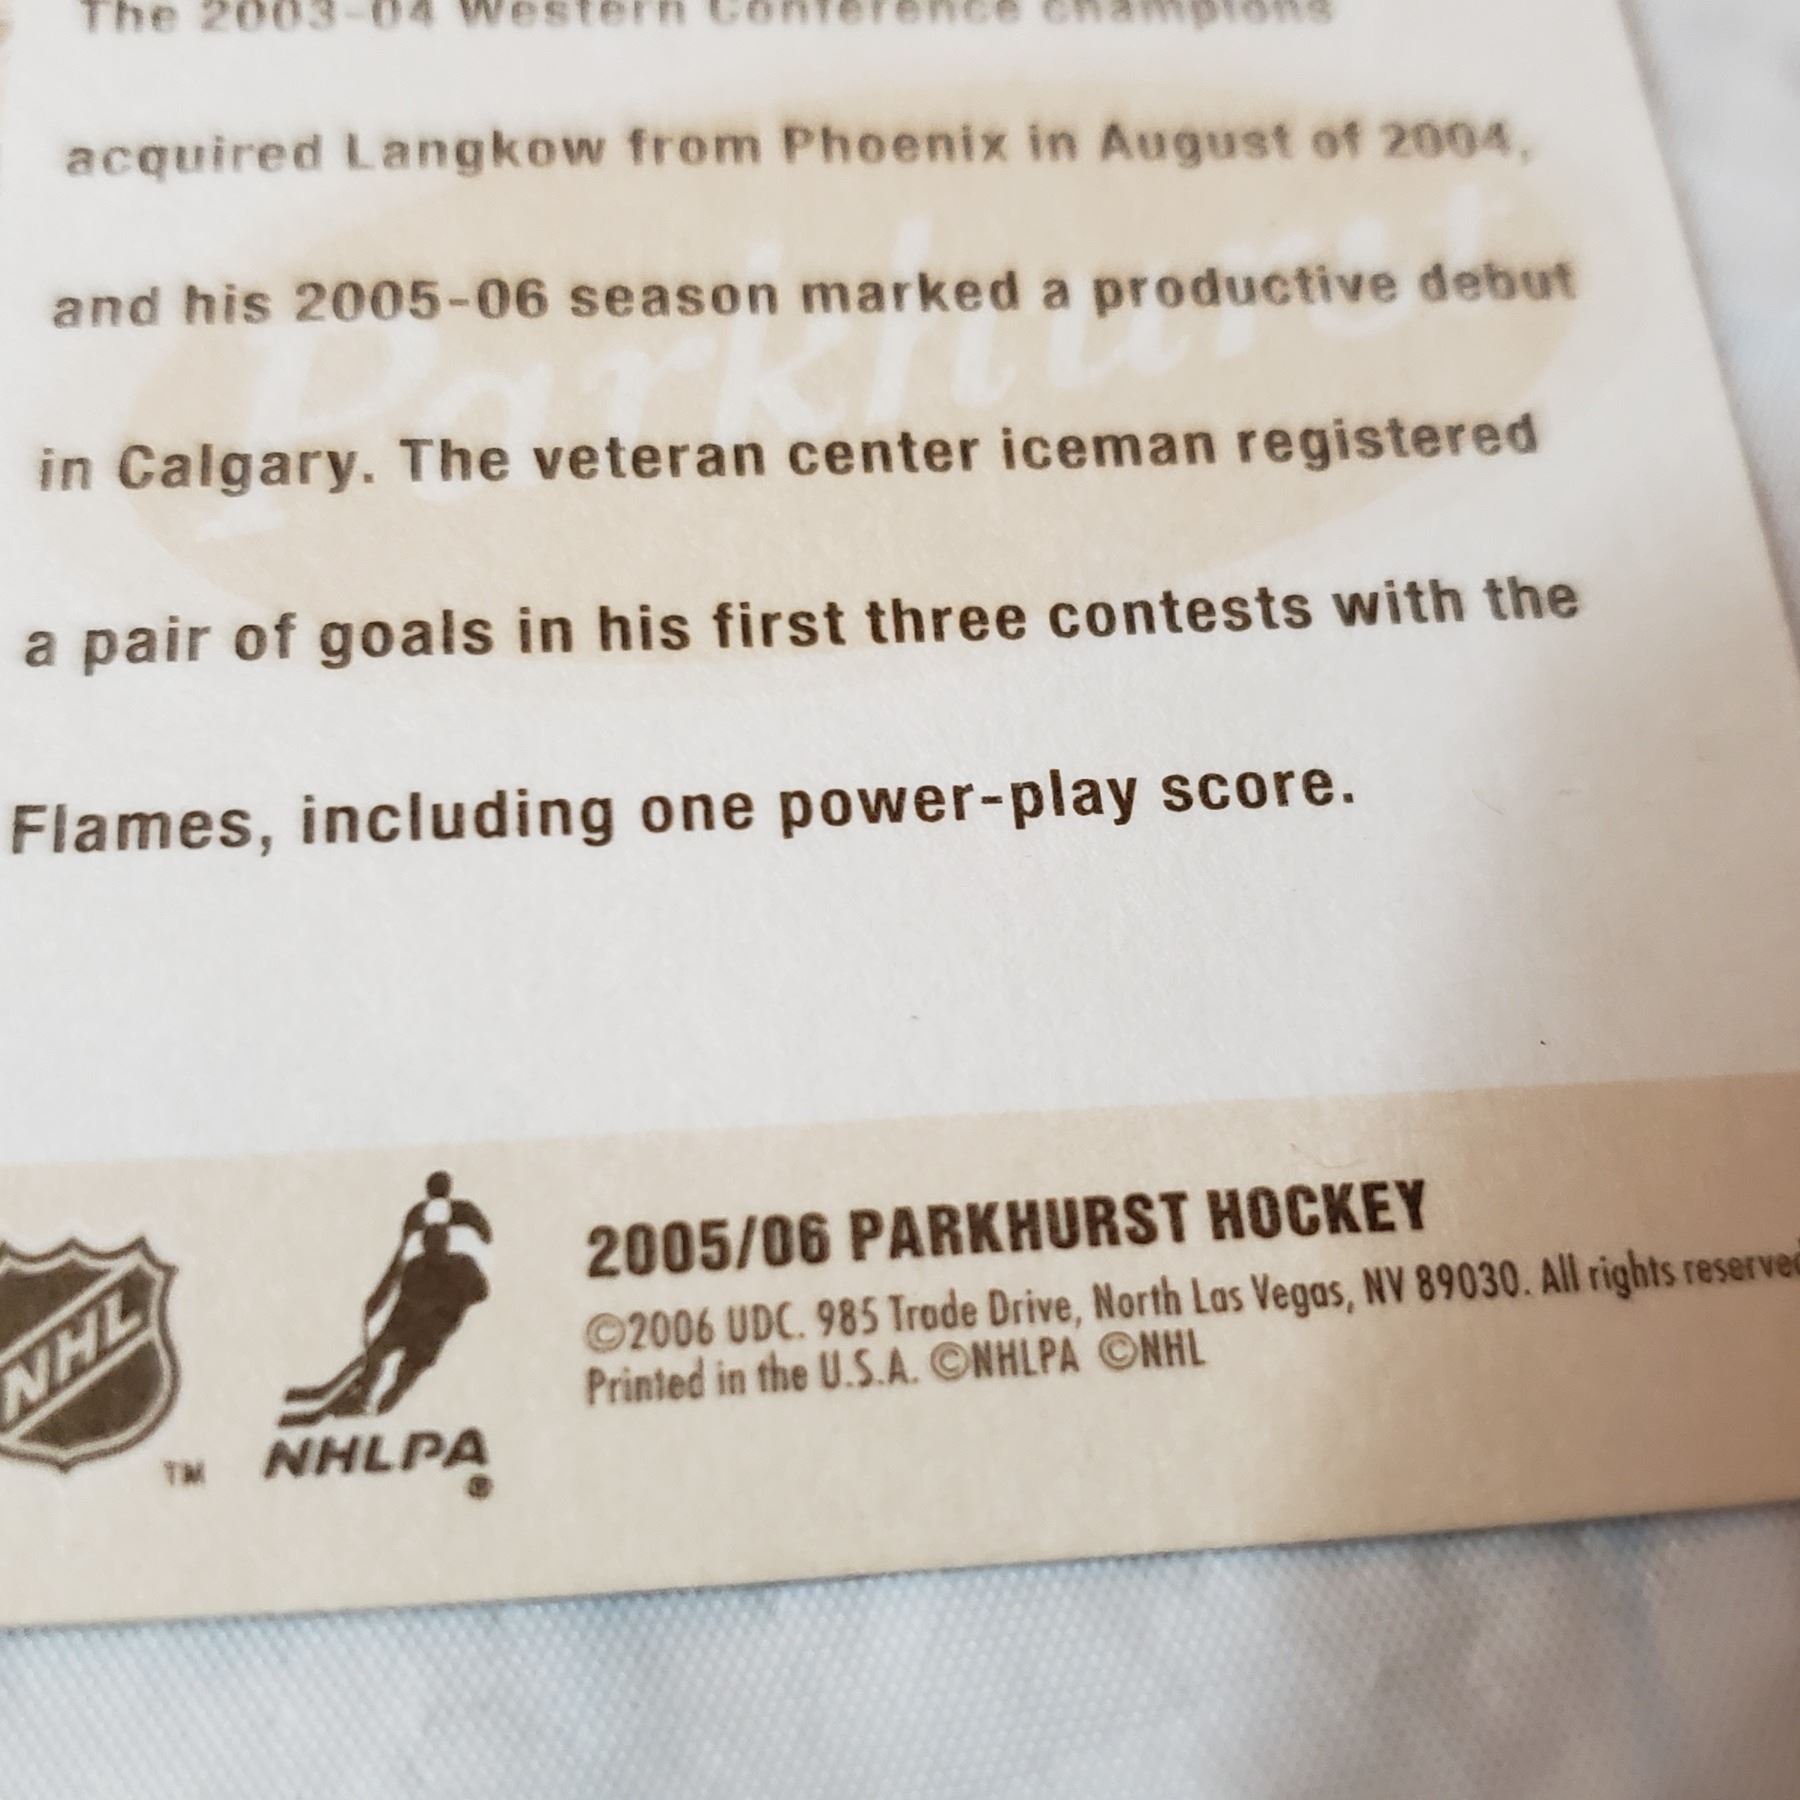 The 2003-04 Western Conference champions
acquired Langkow from Phoenix in August of 2004,
and his 2005-06 season marked a productive debut
in Calgary. The veteran center iceman registered
a pair of goals in his first three contests with the
Flames, including one power-play score.
Parkhurst
NHL
TM
NHLPA
®
2005/06 PARKHURST HOCKEY
©2006 UDC. 985 Trade Drive, North Las Vegas, NV 89030. All rights reserved
Printed in the U.S.A. ©NHLPA ©NHL